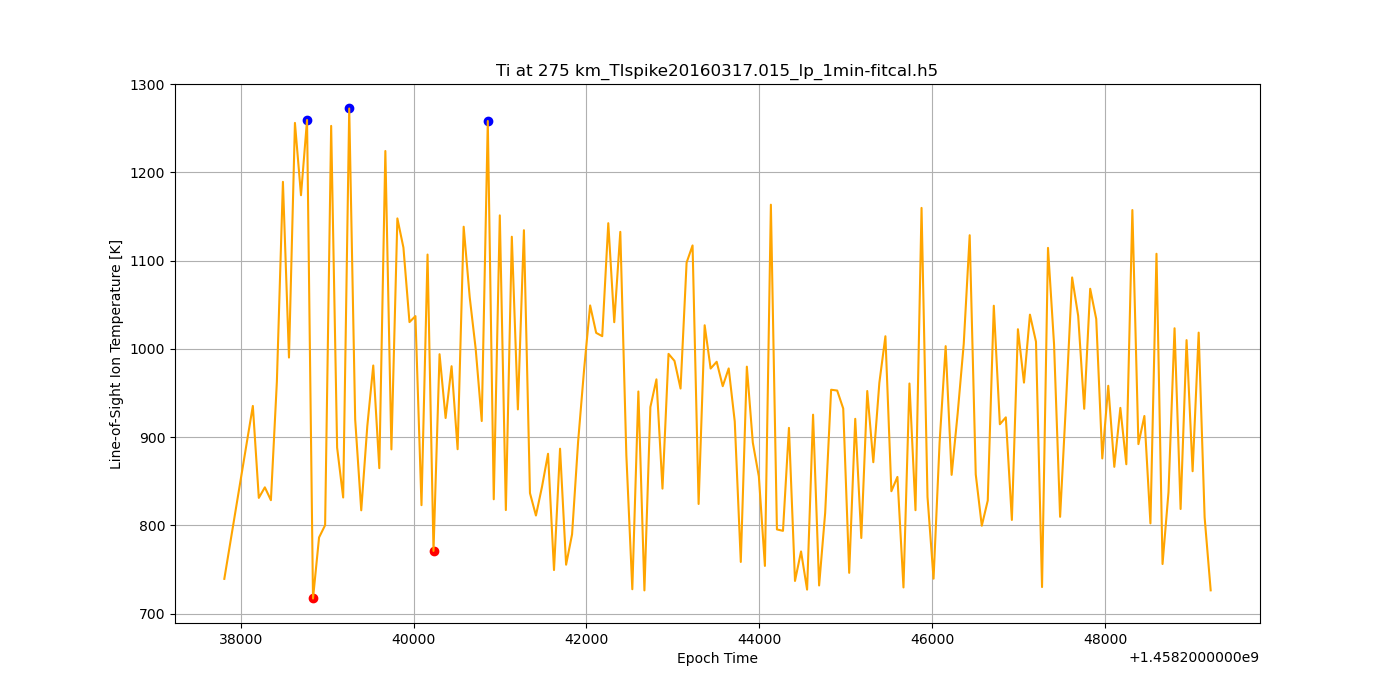 Ti at 275 km_TIspike20160317.015_lp_1min-fitcal.h5
1300
1200
1100
1000
900
800
700
Line-of-Sight Ion Temperature [K]
38000 40000 42000 44000 46000 48000
Epoch Time
+1.4582000000e9